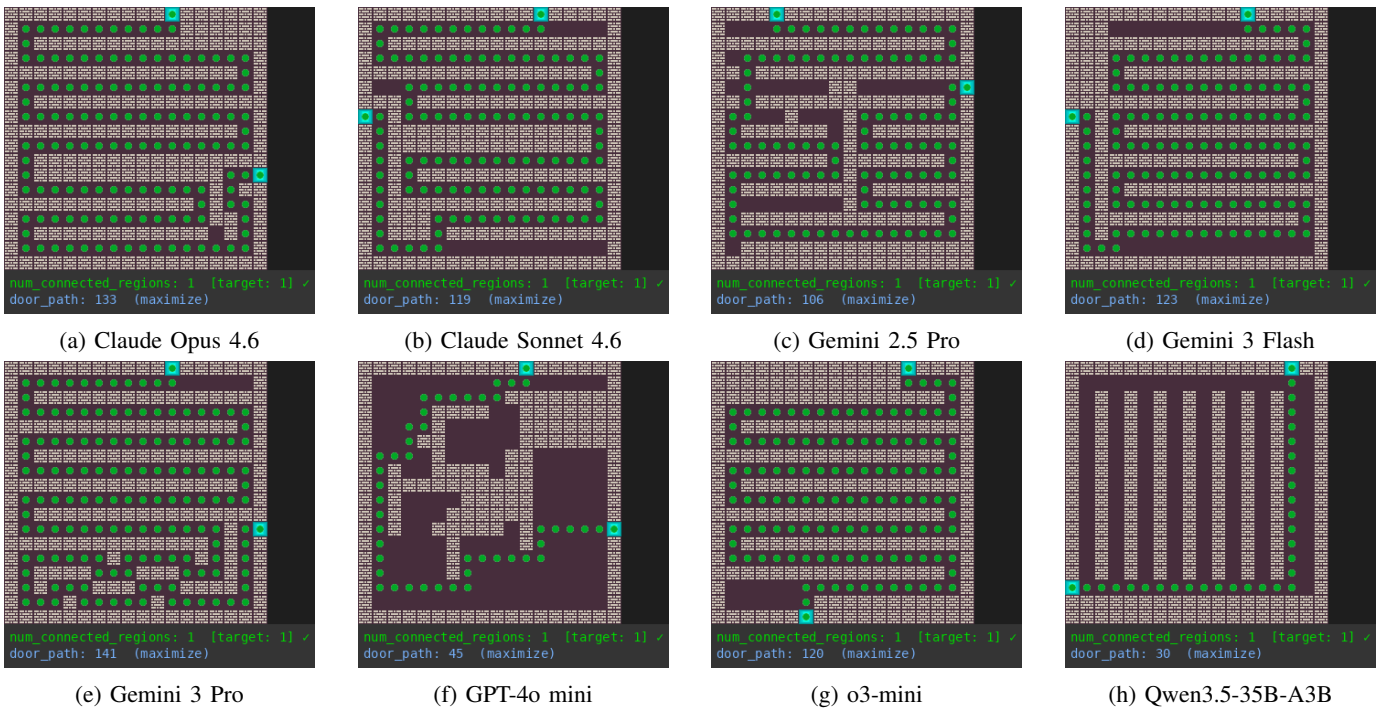 num_connected_regions: 1 [target: 1] ✓
door_path: 133 (maximize)
(a) Claude Opus 4.6
num_connected_regions: 1 [target: 1] ✓
door_path: 119 (maximize)
(b) Claude Sonnet 4.6
num_connected_regions: 1 [target: 1] ✓
door_path: 106 (maximize)
(c) Gemini 2.5 Pro
num_connected_regions: 1 [target: 1] ✓
door_path: 123 (maximize)
(d) Gemini 3 Flash
num_connected_regions: 1 [target: 1] ✓
door_path: 141 (maximize)
(e) Gemini 3 Pro
num_connected_regions: 1 [target: 1] ✓
door_path: 45 (maximize)
(f) GPT-4o mini
num_connected_regions: 1 [target: 1] ✓
door_path: 120 (maximize)
(g) o3-mini
num_connected_regions: 1 [target: 1] ✓
door_path: 30 (maximize)
(h) Qwen3.5-35B-A3B